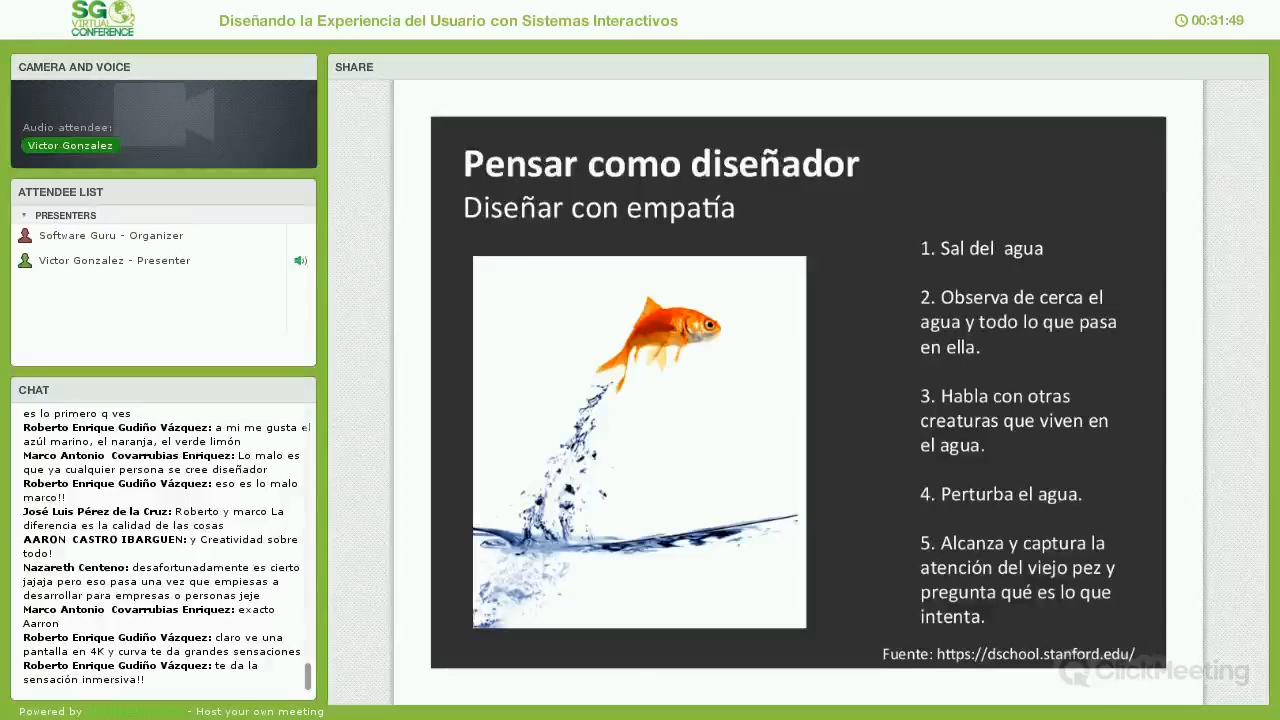 SG
VIRTUAL
CONFERENCE
Diseñando la Experiencia del Usuario con Sistemas Interactivos
00:31:49
CAMERA AND VOICE
Audio attendee:
Victor Gonzalez
ATTENDEE LIST
PRESENTERS
Software Guru - Organizer
Victor Gonzalez - Presenter
CHAT
es lo primero q ves
Roberto Enrique Gudiño Vázquez: a mi me gusta el
azúl marino, el naranja, el verde limón
Marco Antonio Covarrubias Enriquez: Lo malo es
que ya cualquier persona se cree diseñador
Roberto Enrique Gudiño Vázquez: eso es lo malo
marco!!
José Luis Pérez de la Cruz: Roberto y marco La
diferencia es la calidad de las cosas
AARON CASTRO IBARGUEN: y Creatividad sobre
todo!
Nazareth Centeno: desafortunadamente es cierto
jajaja pero eso pasa una vez que empiesas a
desarrollar para empresas o personas jeje
Marco Antonio Covarrubias Enriquez: exacto
Aarron
Roberto Enrique Gudiño Vázquez: claro ve una
pantalla en 4K y curva te da grandes sensaciones
Roberto Enrique Gudiño Vázquez: te da la
sensación inmersiva!!
Powered by
- Host your own meeting
SHARE
Pensar como diseñador
Diseñar con empatía
1. Sal del agua
2. Observa de cerca el
agua y todo lo que pasa
en ella.
3. Habla con otras
creaturas que viven en
el agua.
4. Perturba el agua.
5. Alcanza y captura la
atención del viejo pez y
pregunta qué es lo que
intenta.
Fuente: https://dschool.stanford.edu/
ClickMeeting